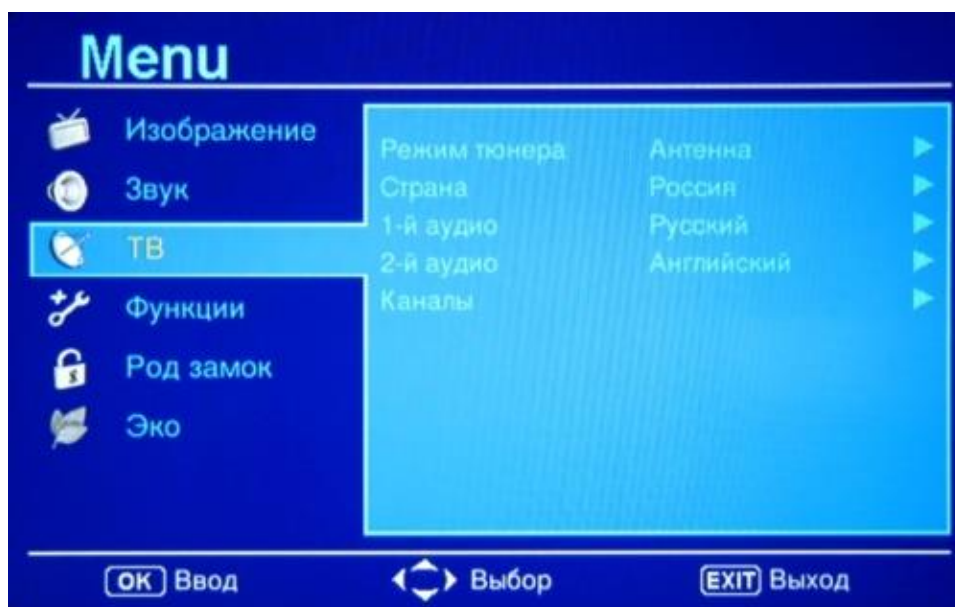 Menu
Изображение
Звук
ТВ
Функции
Род замок
Эко
Режим тюнера Антенна
Страна Россия
1-й аудио Русский
2-й аудио Английский
Каналы
OK Ввод Выбор EXIT Выход